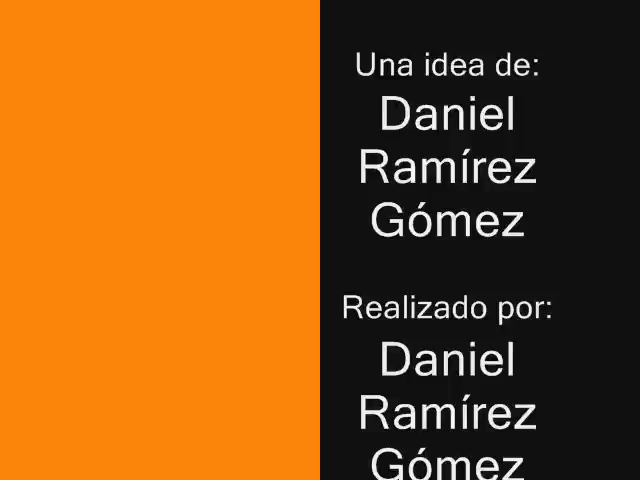 Una idea de:
Daniel
Ramírez
Gómez
Realizado por:
Daniel
Ramírez
Gómez